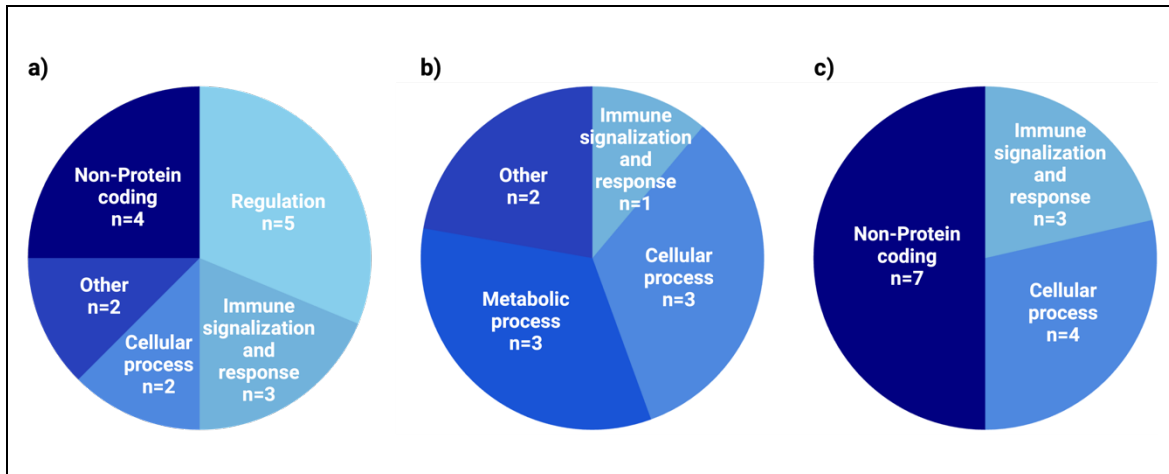 a)
Non-Protein
coding
n=4
Regulation
n=5
Other
n=2
Cellular
process
n=2
Immune
signalization
and
response
n=3
b)
Immune
signalization
and
response
n=1
Other
n=2
Cellular
process
n=3
Metabolic
process
n=3
c)
Immune
signalization
and
response
n=3
Non-Protein
coding
n=7
Cellular
process
n=4